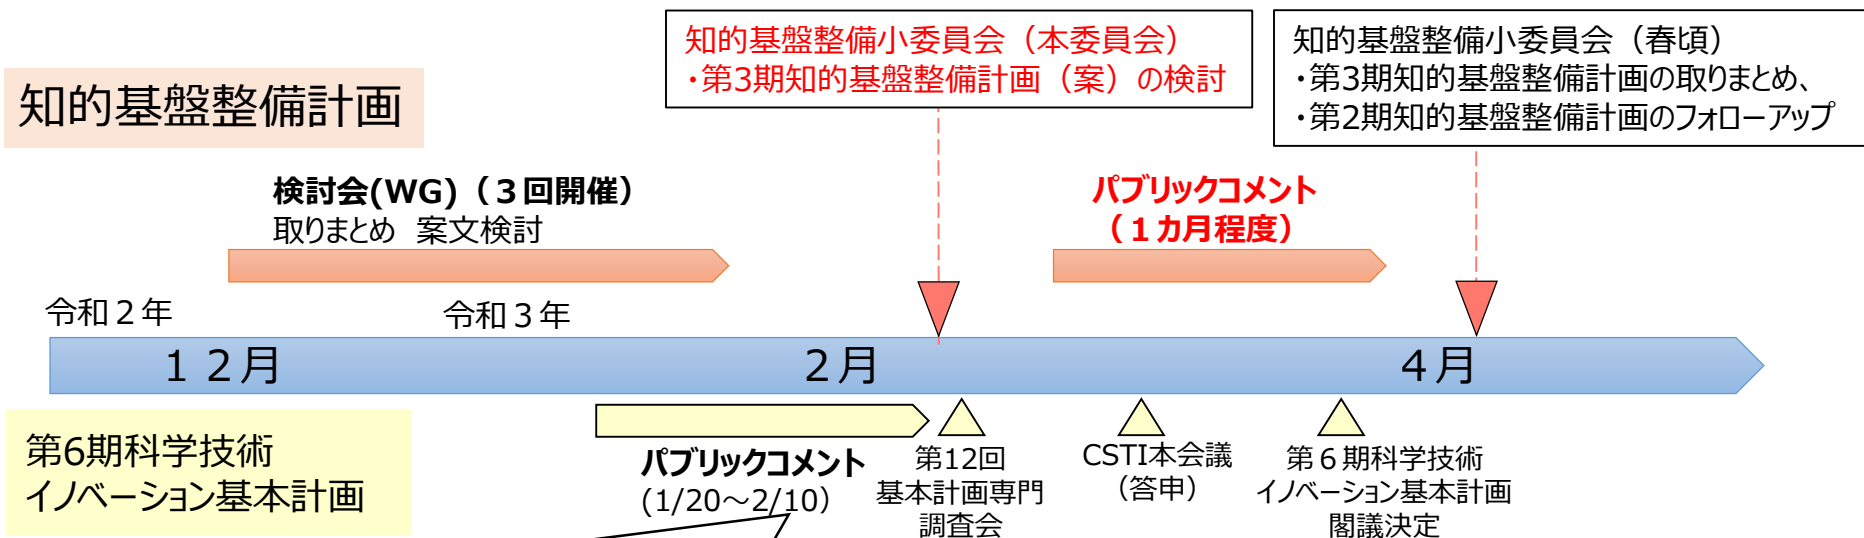 知的基盤整備小委員会（本委員会）
・第3期知的基盤整備計画（案）の検討
知的基盤整備小委員会（春頃）
・第3期知的基盤整備計画の取りまとめ、
・第2期知的基盤整備計画のフォローアップ
知的基盤整備計画
検討会(WG)（３回開催）
取りまとめ　案文検討
パブリックコメント
（１カ月程度）
令和２年
令和３年
１２月
２月
４月
第6期科学技術
イノベーション基本計画
パブリックコメント
(1/20～2/10)
第12回
基本計画専門
調査会
CSTI本会議
（答申）
第６期科学技術
イノベーション基本計画
閣議決定